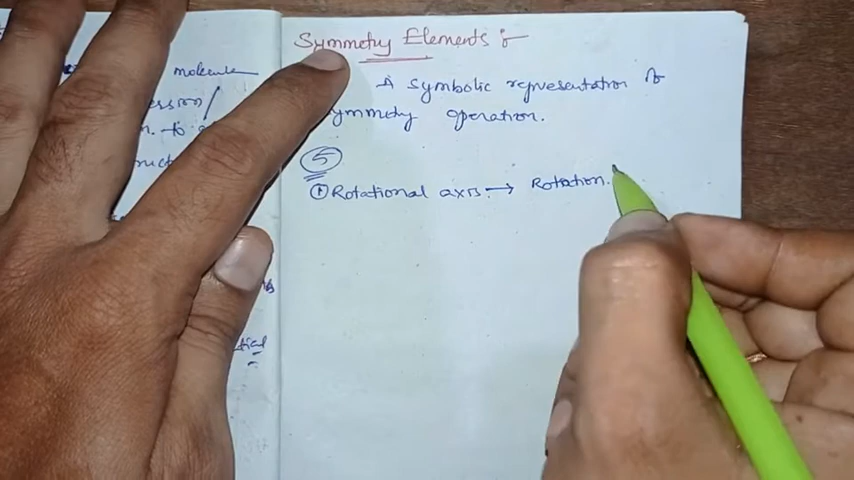 Symmetry Elements :-
A symbolic representation of
symmetry operation.
5
① Rotational axis → Rotation.
molecule